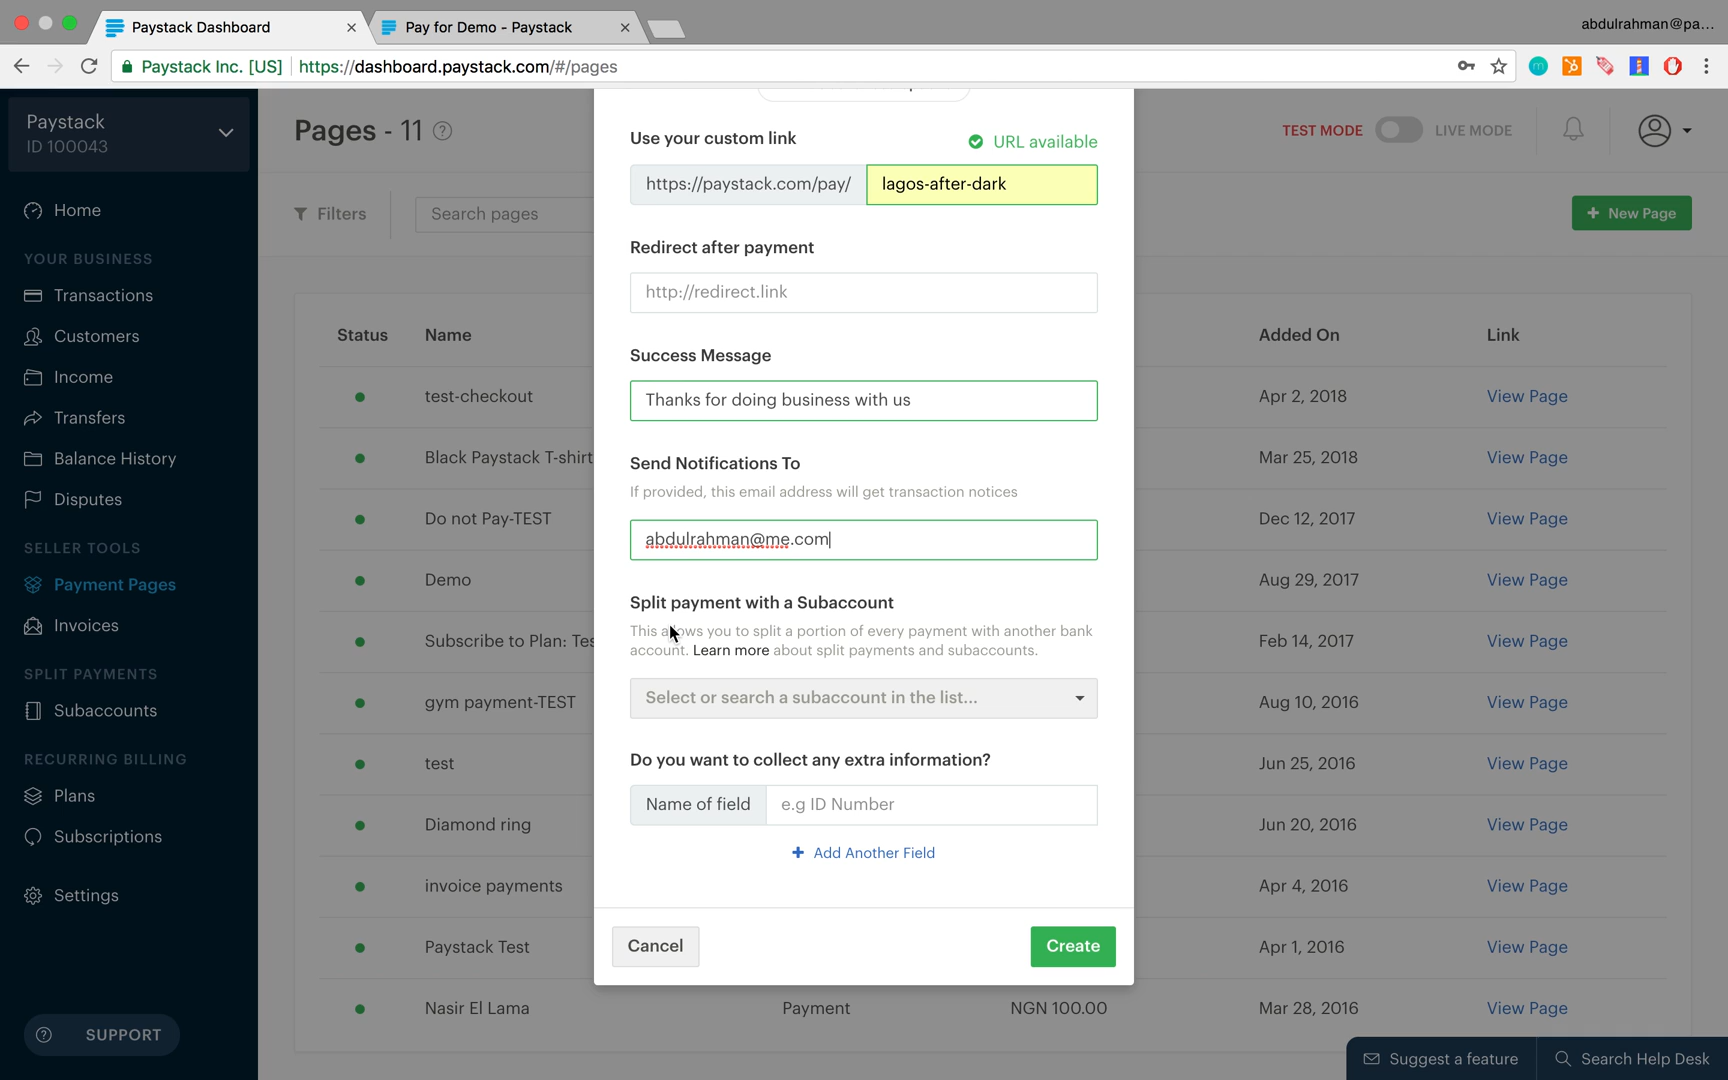 Paystack Dashboard
Pay for Demo - Paystack
abdulrahman@pa...
Paystack Inc. [US]
https://dashboard.paystack.com/#/pages
Paystack
ID 100043
Home
YOUR BUSINESS
Transactions
Customers
Income
Transfers
Balance History
Disputes
SELLER TOOLS
Payment Pages
Invoices
SPLIT PAYMENTS
Subaccounts
RECURRING BILLING
Plans
Subscriptions
Settings
SUPPORT
Pages - 11
TEST MODE
LIVE MODE
Filters
Search pages
+ New Page
Status Name Added On Link
test-checkout Apr 2, 2018 View Page
Black Paystack T-shirt Mar 25, 2018 View Page
Do not Pay-TEST Dec 12, 2017 View Page
Demo Aug 29, 2017 View Page
Subscribe to Plan: Tes Feb 14, 2017 View Page
gym payment-TEST Aug 10, 2016 View Page
test Jun 25, 2016 View Page
Diamond ring Jun 20, 2016 View Page
invoice payments Apr 4, 2016 View Page
Paystack Test Apr 1, 2016 View Page
Nasir El Lama Payment NGN 100.00 Mar 28, 2016 View Page
Use your custom link
URL available
https://paystack.com/pay/ lagos-after-dark
Redirect after payment
http://redirect.link
Success Message
Thanks for doing business with us
Send Notifications To
If provided, this email address will get transaction notices
abdulrahman@me.com
Split payment with a Subaccount
This allows you to split a portion of every payment with another bank
account. Learn more about split payments and subaccounts.
Select or search a subaccount in the list...
Do you want to collect any extra information?
Name of field e.g ID Number
+ Add Another Field
Cancel
Create
Suggest a feature
Search Help Desk